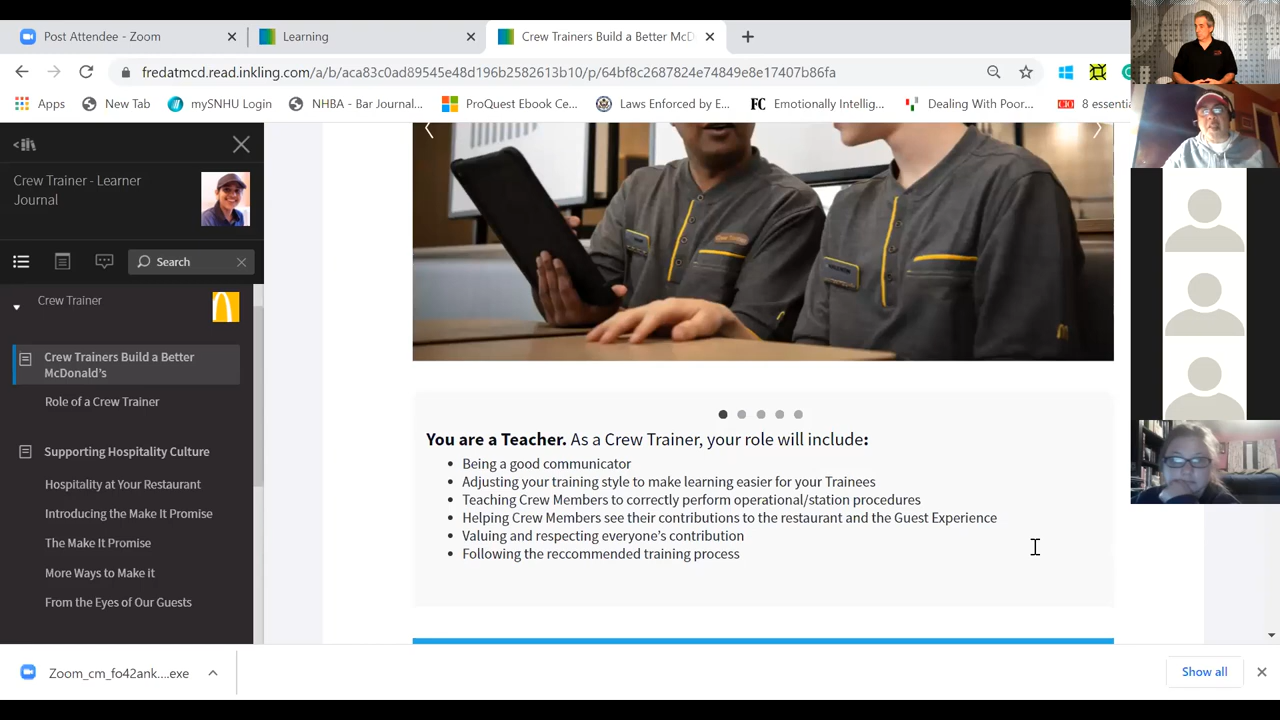 Post Attendee - Zoom
Learning
Crew Trainers Build a Better McD
fredatmcd.read.inkling.com/a/b/aca83c0ad89545e48d196b2582713b10/p/64bf8c2687824e74849e8e17407b86fa
Apps
New Tab
mySNHU Login
NHBA - Bar Journal...
ProQuest Ebook Ce...
Laws Enforced by E...
FC
Emotionally Intellig...
Dealing With Poor...
8 essenti
Crew Trainer - Learner
Journal
Search
Crew Trainer
Crew Trainers Build a Better
McDonald's
Role of a Crew Trainer
Supporting Hospitality Culture
Hospitality at Your Restaurant
Introducing the Make It Promise
The Make It Promise
More Ways to Make it
From the Eyes of Our Guests
You are a Teacher. As a Crew Trainer, your role will include:
Being a good communicator
Adjusting your training style to make learning easier for your Trainees
Teaching Crew Members to correctly perform operational/station procedures
Helping Crew Members see their contributions to the restaurant and the Guest Experience
Valuing and respecting everyone's contribution
Following the reccommended training process
Zoom_cm_fo42ank....exe
Show all